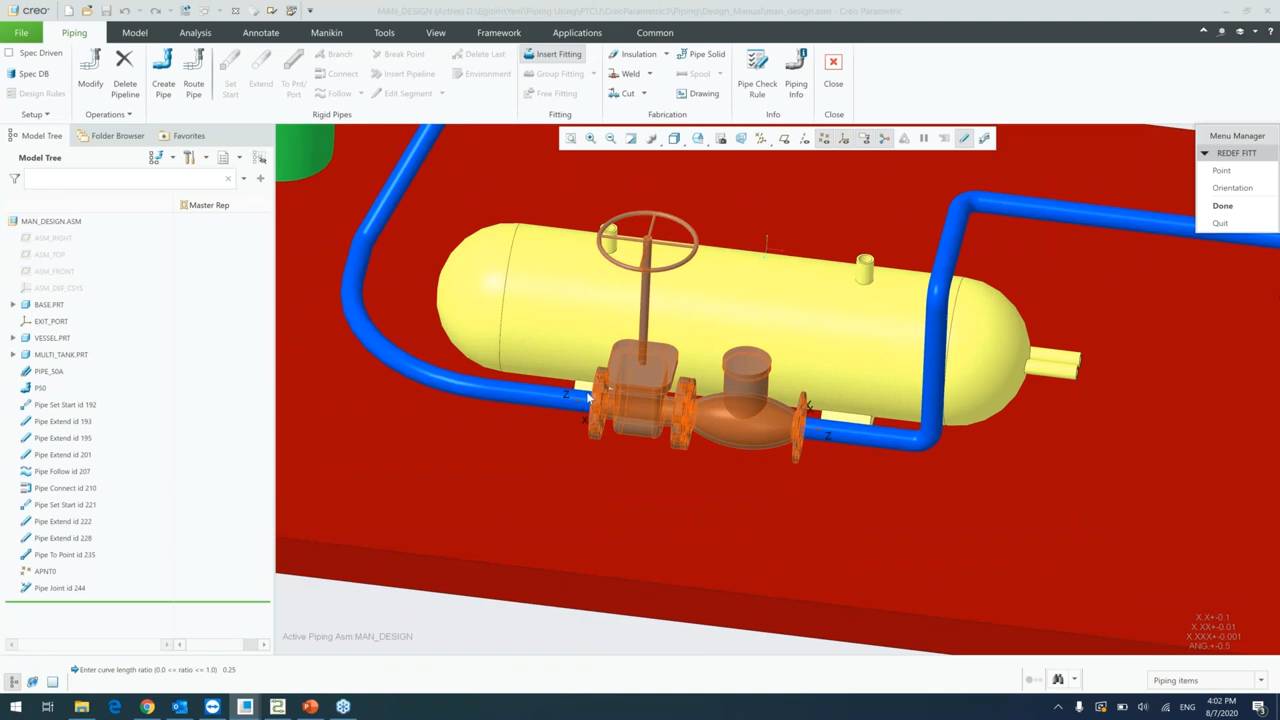 creo°
MAN_DESIGN (Active) D:\EgitimYeni\Piping Using\PTCU\CreoParametric3\Piping\Design_Manual\man_design.asm - Creo Parametric
File Piping Model Analysis Annotate Manikin Tools View Framework Applications Common
Spec Driven
Spec DB
Design Rules
Setup
Modify
Delete Pipeline
Create Pipe
Route Pipe
Operations
Set Start
Extend
To Pnt/ Port
Branch
Connect
Follow
Break Point
Insert Pipeline
Edit Segment
Delete Last
Environment
Rigid Pipes
Insert Fitting
Group Fitting
Free Fitting
Fitting
Insulation
Weld
Cut
Pipe Solid
Spool
Drawing
Fabrication
Pipe Check Rule
Piping Info
Info
Close
Close
Model Tree Folder Browser Favorites
Model Tree
Master Rep
MAN_DESIGN.ASM
ASM_RIGHT
ASM_TOP
ASM_FRONT
ASM_DEF_CSYS
BASE.PRT
EXIT_PORT
VESSEL.PRT
MULTI_TANK.PRT
PIPE_50A
P50
Pipe Set Start id 192
Pipe Extend id 193
Pipe Extend id 195
Pipe Extend id 201
Pipe Follow id 207
Pipe Connect id 210
Pipe Set Start id 221
Pipe Extend id 222
Pipe Extend id 228
Pipe To Point id 235
APNT0
Pipe Joint id 244
Menu Manager
REDEF FITT
Point
Orientation
Done
Quit
Z
X
Z
Active Piping Asm MAN_DESIGN
X.X+-0.1
X.XX+-0.01
X.XXX+-0.001
ANG.+-0.5
Enter curve length ratio (0.0 <= ratio <= 1.0) 0.25
Piping items
ENG
4:02 PM
8/7/2020